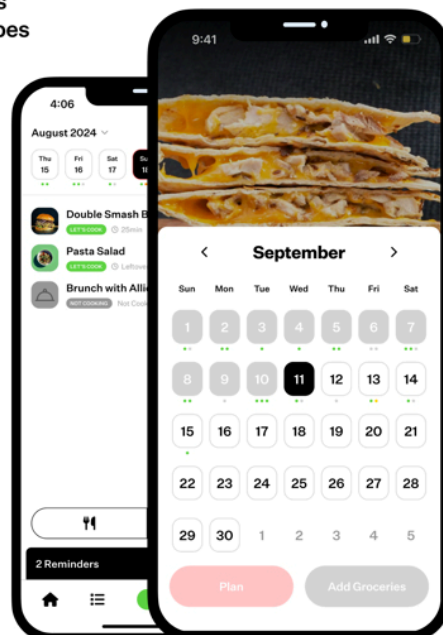 9:41
September
Sun Mon Tue Wed Thu Fri Sat
1 2 3 4 5 6 7
8 9 10 11 12 13 14
15 16 17 18 19 20 21
22 23 24 25 26 27 28
29 30 1 2 3 4 5
Plan Add Groceries
4:06
August 2024
Thu Fri Sat
15 16 17
Double Smash
LET'S COOK 25min
Pasta Salad
LET'S COOK
Brunch with
NOT COOKING Not
2 Reminders